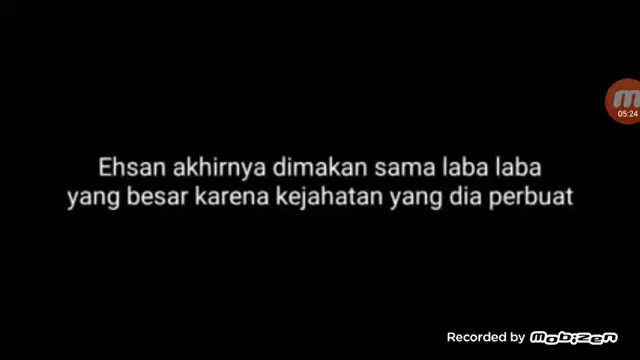 05:24
Ehsan akhirnya dimakan sama laba laba
yang besar karena kejahatan yang dia perbuat
Recorded by mobizen